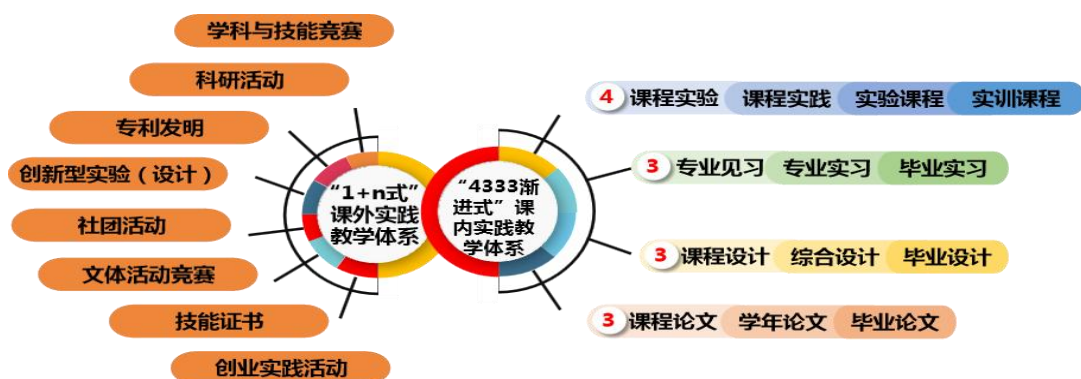 学科与技能竞赛
科研活动
专利发明
创新型实验（设计）
社团活动
文体活动竞赛
技能证书
创业实践活动
“1+n式”
课外实践
教学体系
“4333渐
进式”课
内实践教
学体系
4 课程实验 课程实践 实验课程 实训课程
3 专业见习 专业实习 毕业实习
3 课程设计 综合设计 毕业设计
3 课程论文 学年论文 毕业论文